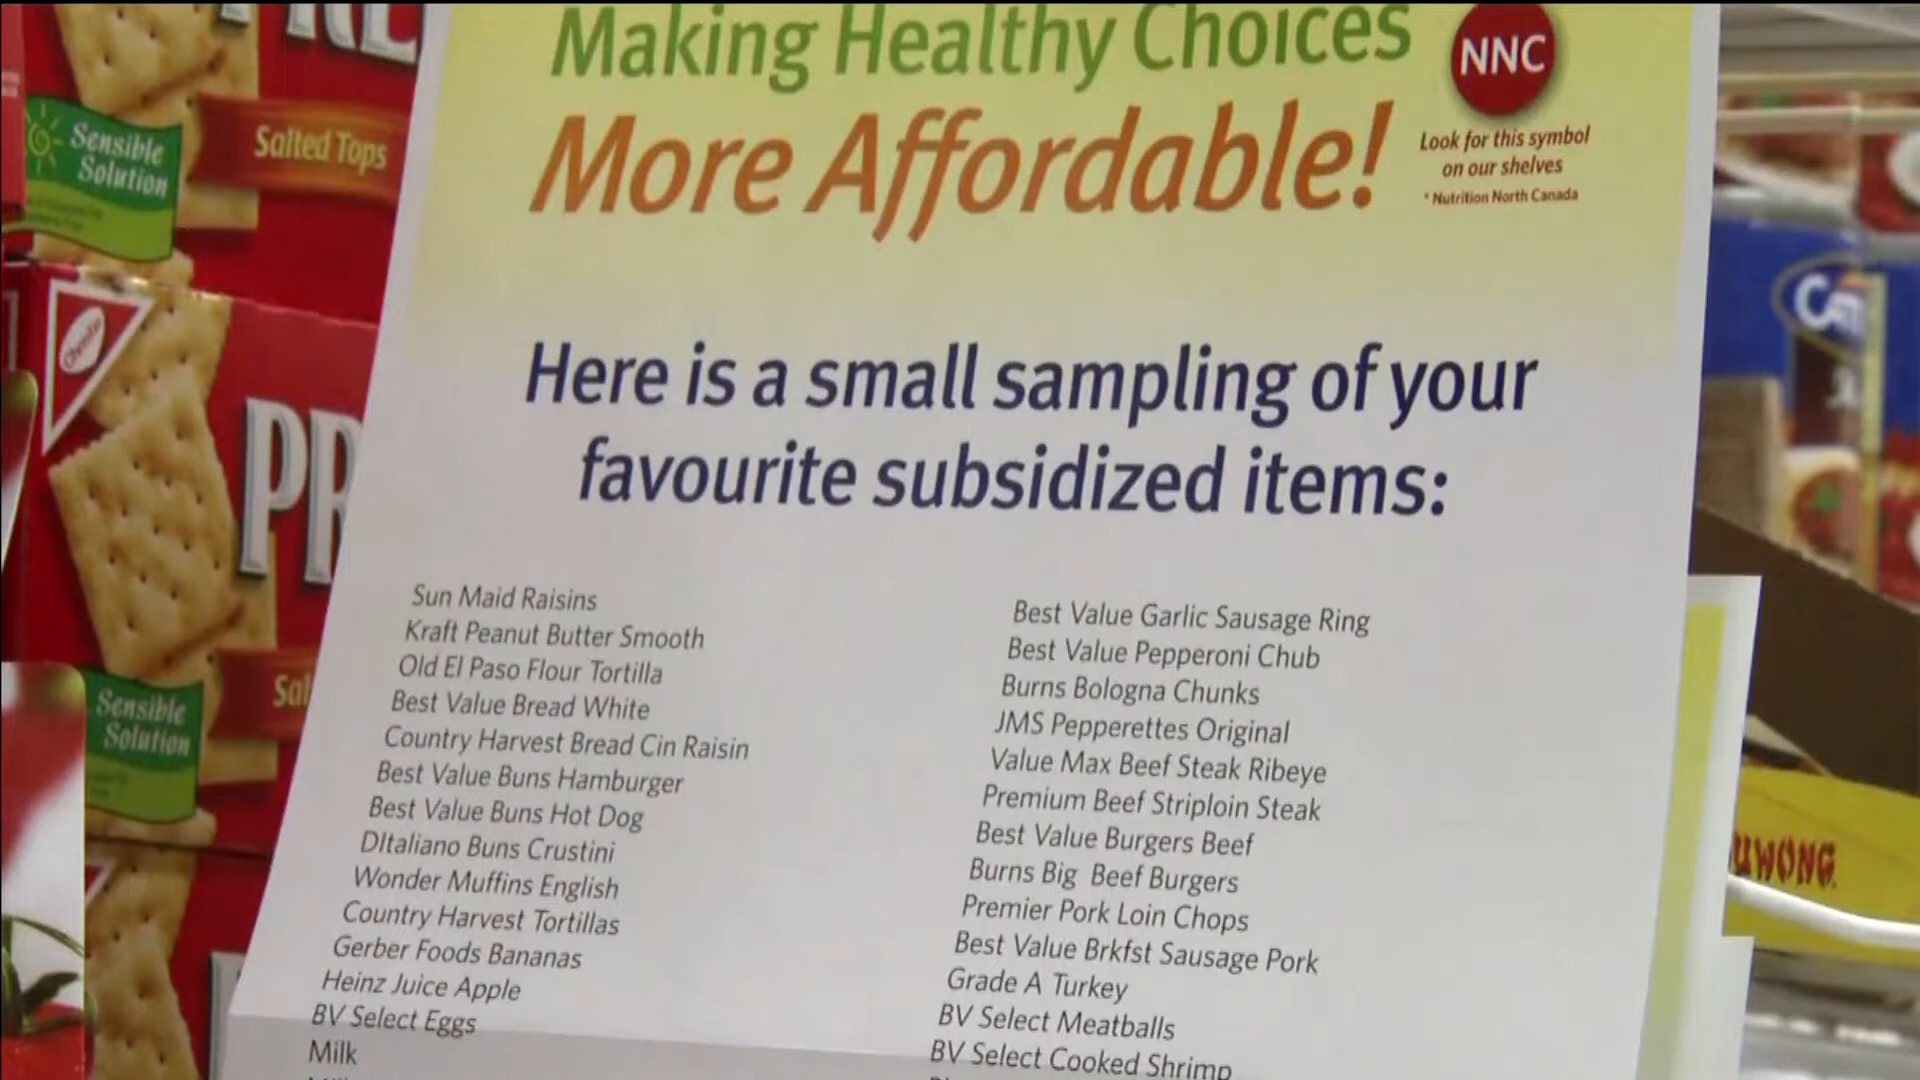 Making Healthy Choices
More Affordable!
NNC
Look for this symbol
on our shelves
* Nutrition North Canada
Here is a small sampling of your
favourite subsidized items:
Sun Maid Raisins
Kraft Peanut Butter Smooth
Old El Paso Flour Tortilla
Best Value Bread White
Country Harvest Bread Cin Raisin
Best Value Buns Hamburger
Best Value Buns Hot Dog
DItaliano Buns Crustini
Wonder Muffins English
Country Harvest Tortillas
Gerber Foods Bananas
Heinz Juice Apple
BV Select Eggs
Milk
Best Value Garlic Sausage Ring
Best Value Pepperoni Chub
Burns Bologna Chunks
JMS Pepperettes Original
Value Max Beef Steak Ribeye
Premium Beef Striploin Steak
Best Value Burgers Beef
Burns Big Beef Burgers
Premier Pork Loin Chops
Best Value Brkfst Sausage Pork
Grade A Turkey
BV Select Meatballs
BV Select Cooked Shrimp
Sensible
Solution
Salted Tops
Christie
PR
Sensible
Solution
Sal
UWONG